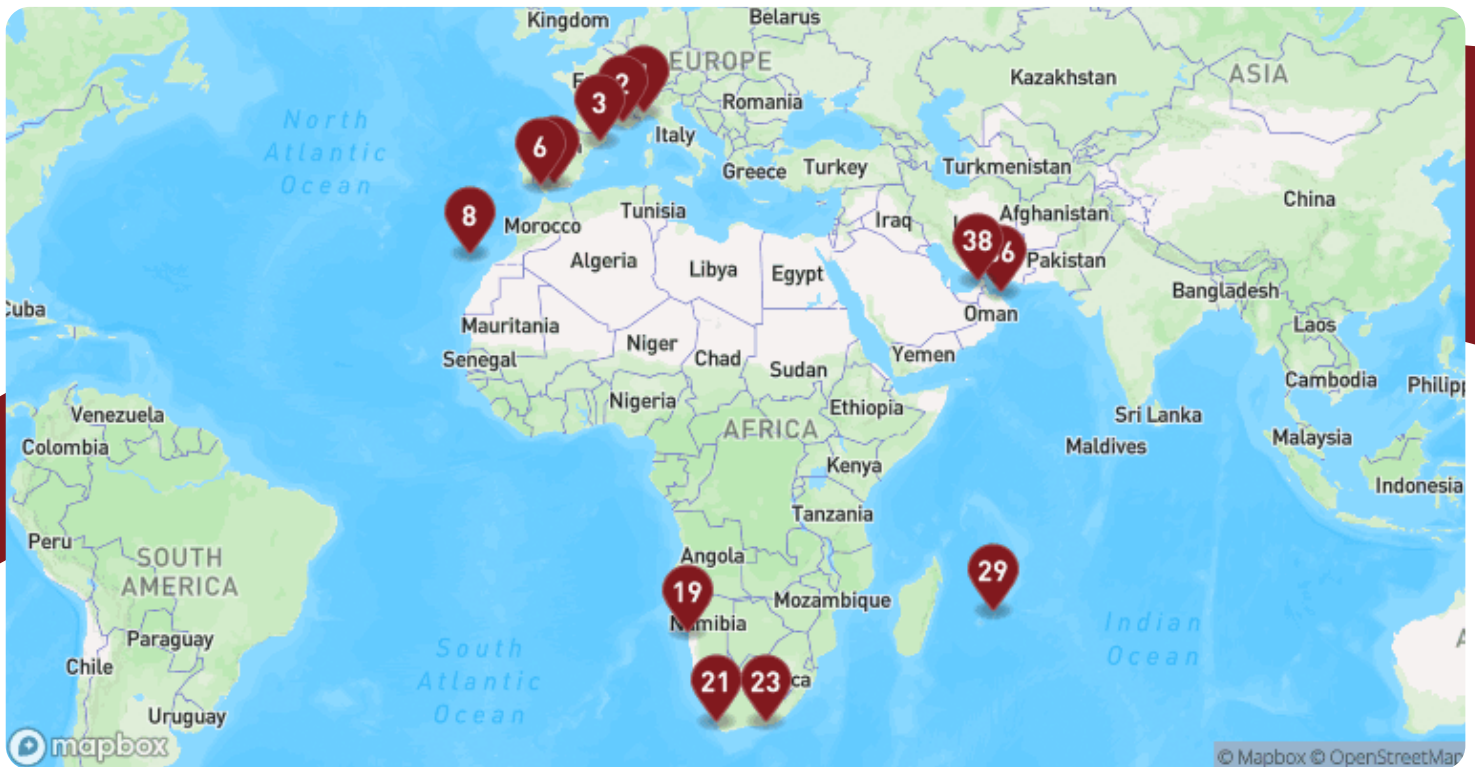 Kingdom
Belarus
EUROPE
Kazakhstan
ASIA
2
3
Romania
North
Atlantic
Ocean
Italy
6
Greece
Turkey
Turkmenistan
China
8
Morocco
Tunisia
Iraq
Afghanistan
38
Pakistan
Algeria
Libya
Egypt
Bangladesh
Cuba
Oman
Mauritania
Laos
Senegal
Niger
Chad
Sudan
Yemen
Cambodia
Philipp
Venezuela
Nigeria
Ethiopia
Sri Lanka
Colombia
AFRICA
Maldives
Malaysia
Kenya
Indonesia
Tanzania
Peru
SOUTH
AMERICA
Angola
29
19
Mozambique
Namibia
Indian
Ocean
Paraguay
Chile
South
Atlantic
Ocean
21
23
ca
Uruguay
mapbox
© Mapbox © OpenStreetMap